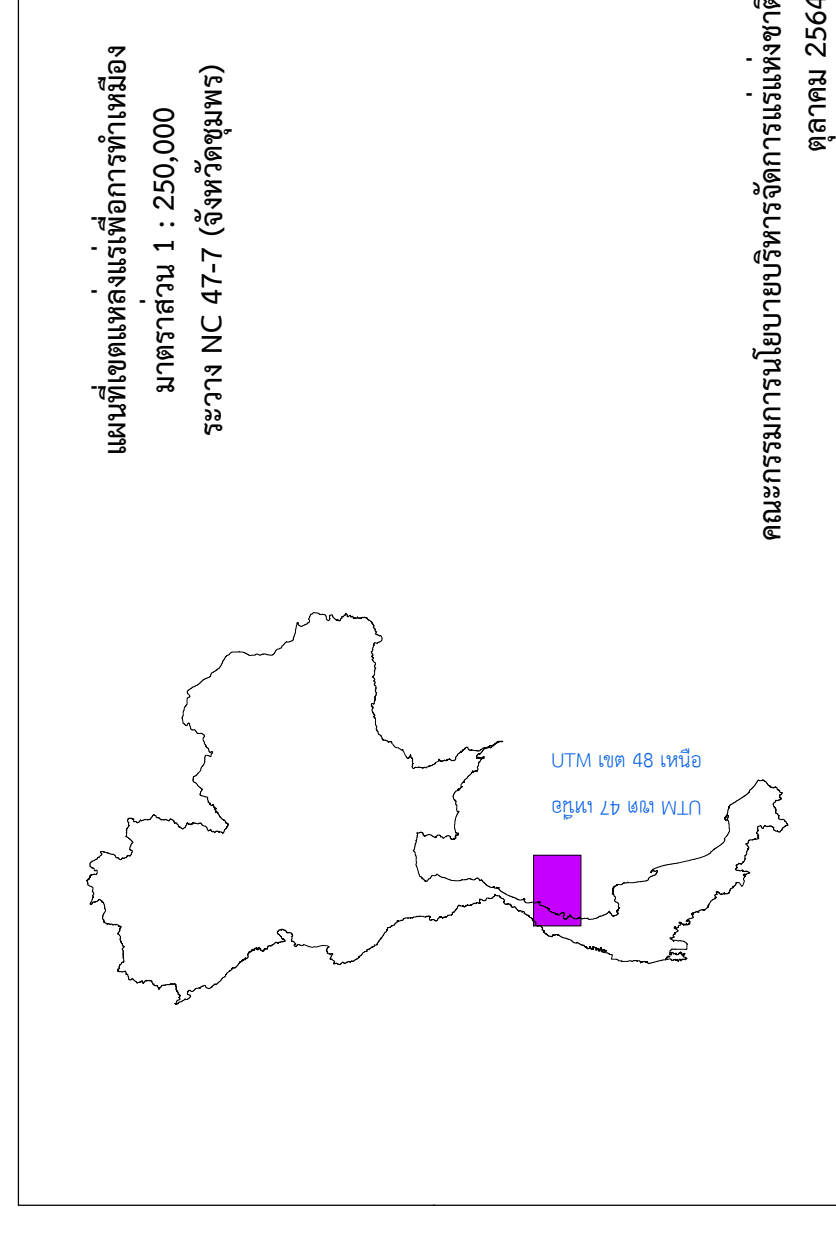 แผนที่เขตแหล่งแร่เพื่อการทำเหมือง
มาตราส่วน 1 : 250,000
ระวาง NC 47-7 (จังหวัดชุมพร)
UTM เขต 48 เหนือ
UTM เขต 47 เหนือ
คณะกรรมการนโยบายบริหารจัดการแร่แห่งชาติ
ตุลาคม 2564